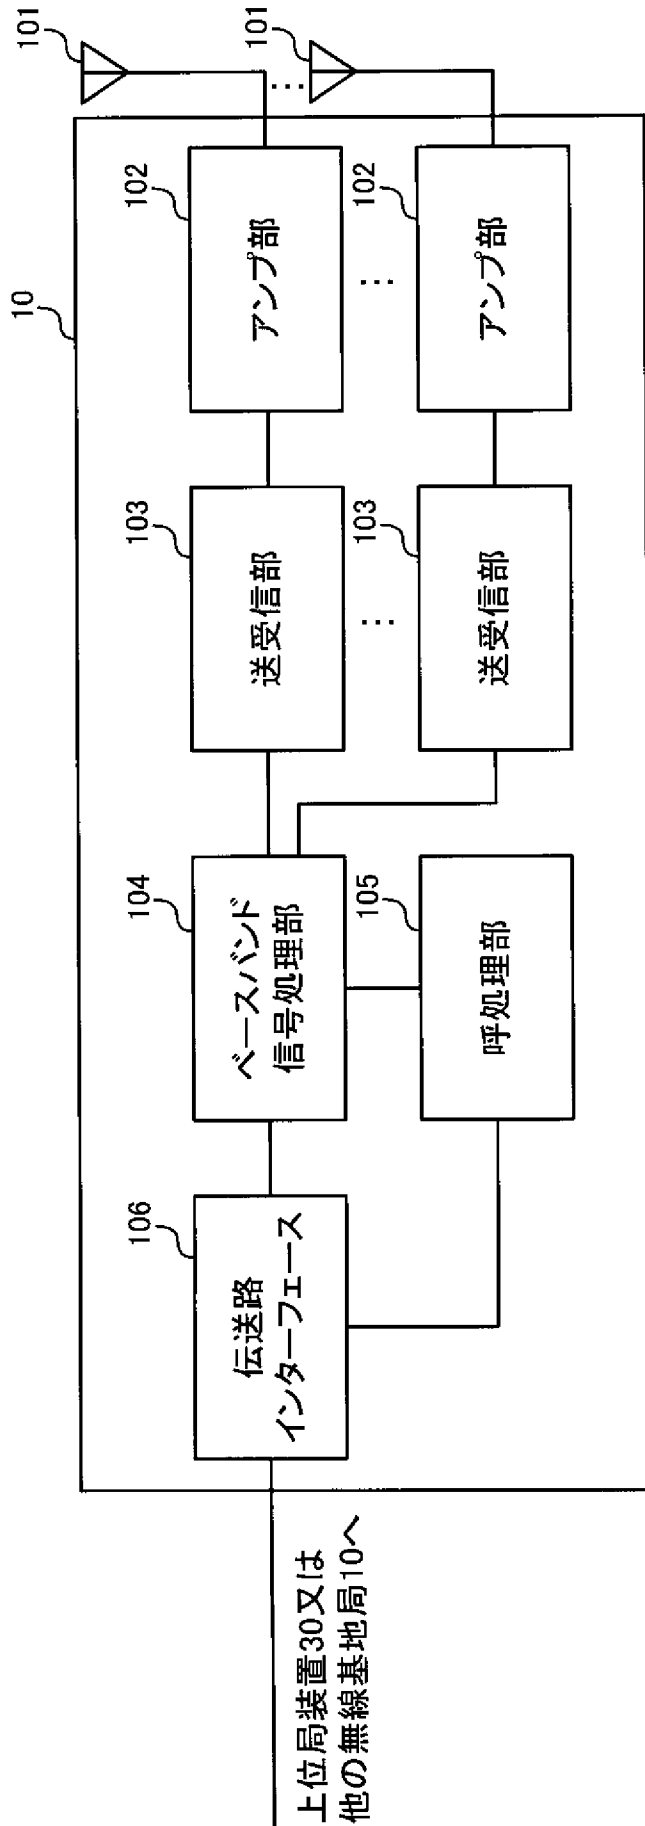 10
101
101
102
アンプ部
102
アンプ部
103
送受信部
103
送受信部
104
ベースバンド
信号処理部
105
呼処理部
106
伝送路
インターフェース
上位局装置30又は
他の無線基地局10へ